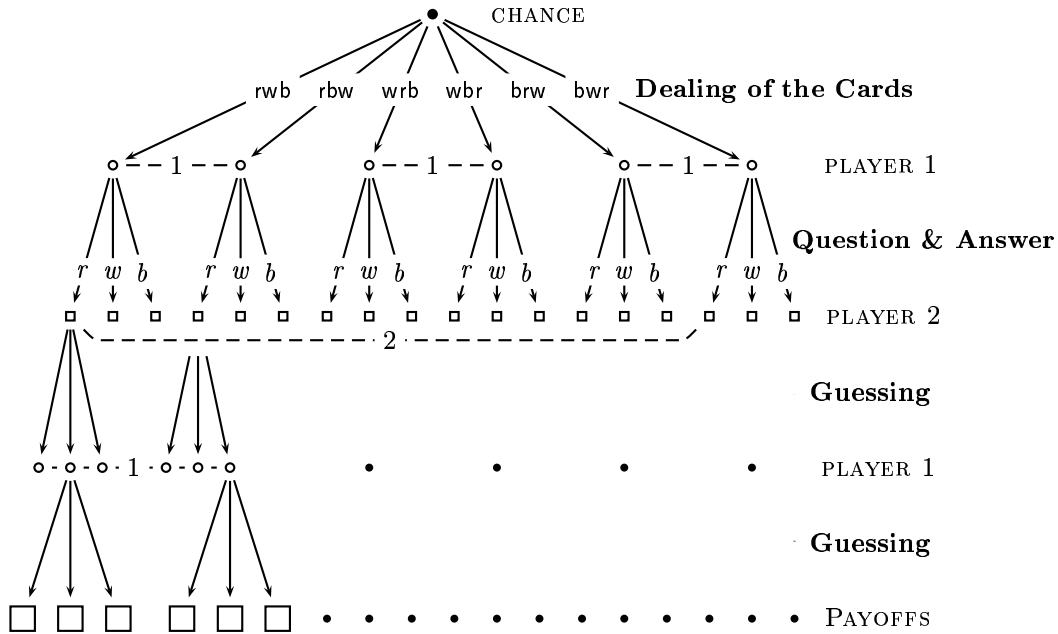 CHANCE
rwb rbw wrb wbr brw bwr Dealing of the Cards
1 1 1 PLAYER 1
Question & Answer
r w b r w b r w b r w b r w b r w b
PLAYER 2
2
Guessing
1 PLAYER 1
Guessing
PAYOFFS